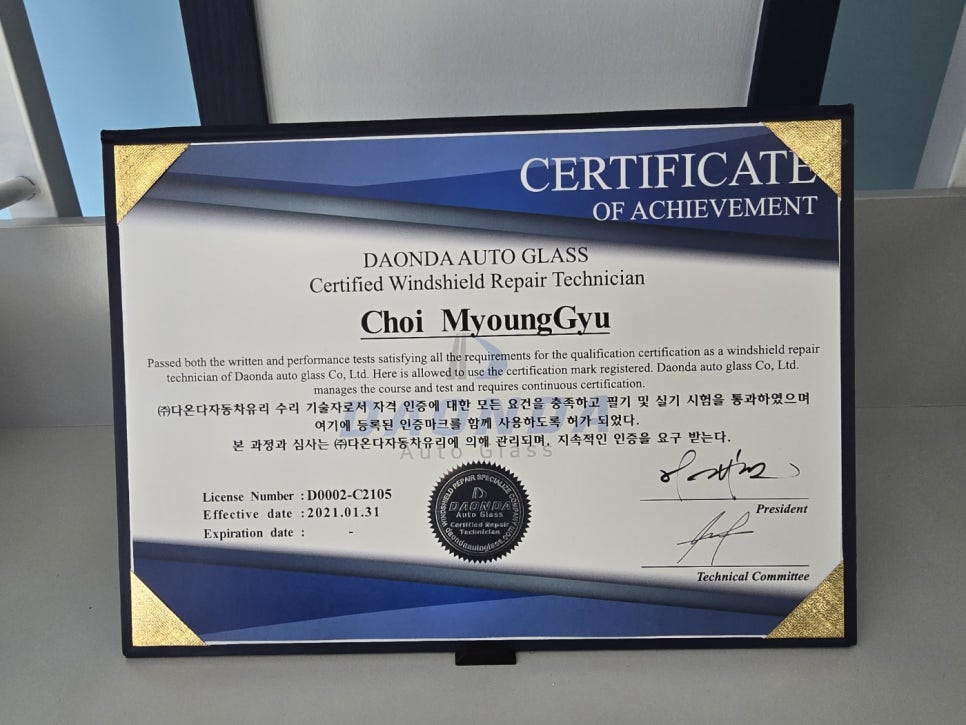 CERTIFICATE
OF ACHIEVEMENT
DAONDA AUTO GLASS
Certified Windshield Repair Technician
Choi MyoungGyu
Passed both the written and performance tests satisfying all the requirements for the qualification certification as a windshield repair
technician of Daonda auto glass Co, Ltd. Here is allowed to use the certification mark registered. Daonda auto glass Co, Ltd.
manages the course and test and requires continuous certification.
㈜다온다자동차유리 수리 기술자로서 자격 인증에 대한 모든 요건을 충족하고 필기 및 실기 시험을 통과하였으며
여기에 등록된 인증마크를 함께 사용하도록 허가 되었다.
본 과정과 심사는 ㈜다온다자동차유리에 의해 관리되며, 지속적인 인증을 요구 받는다.
DAONDA
Auto Glass
License Number : D0002-C2105
Effective date : 2021.01.31
Expiration date : -
WINDSHIELD REPAIR SPECIALIZE COMPANY
DAONDA
Auto Glass
Certified Repair
Technician
daondaautoglass.com
President
Technical Committee